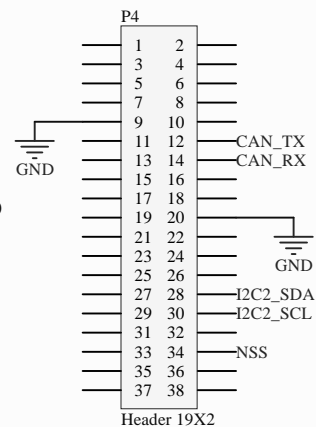 P4
1 2
3 4
5 6
7 8
9 10
11 12 CAN_TX
13 14 CAN_RX
GND
15 16
17 18
19 20
21 22
23 24
GND
25 26
27 28 I2C2_SDA
29 30 I2C2_SCL
31 32
33 34 NSS
35 36
37 38
Header 19X2